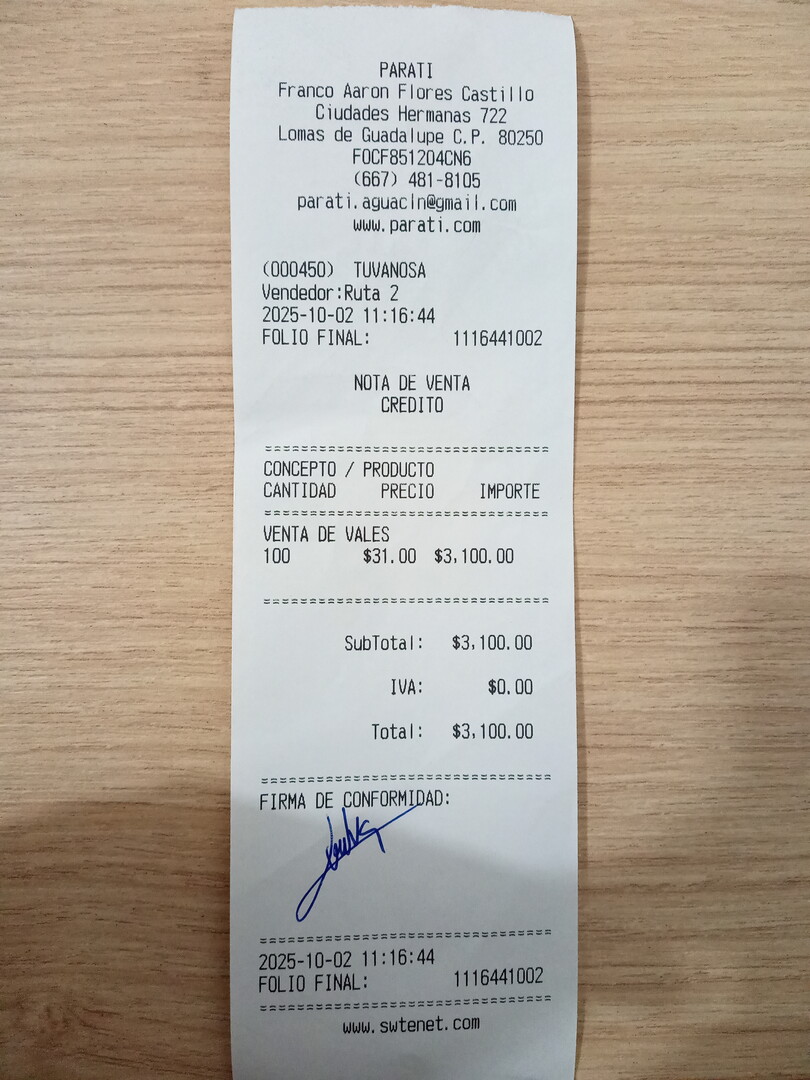 PARATI
Franco Aaron Flores Castillo
Ciudades Hermanas 722
Lomas de Guadalupe C.P. 80250
FOCF851204CN6
(667) 481-8105
parati.aguacln@gmail.com
www.parati.com
(000450) TUVANOSA
Vendedor:Ruta 2
2025-10-02 11:16:44
FOLIO FINAL: 1116441002
NOTA DE VENTA
CREDITO
CONCEPTO / PRODUCTO
CANTIDAD PRECIO IMPORTE
VENTA DE VALES
100 $31.00 $3,100.00
SubTotal: $3,100.00
IVA: $0.00
Total: $3,100.00
FIRMA DE CONFORMIDAD:
2025-10-02 11:16:44
FOLIO FINAL: 1116441002
www.swtenet.com